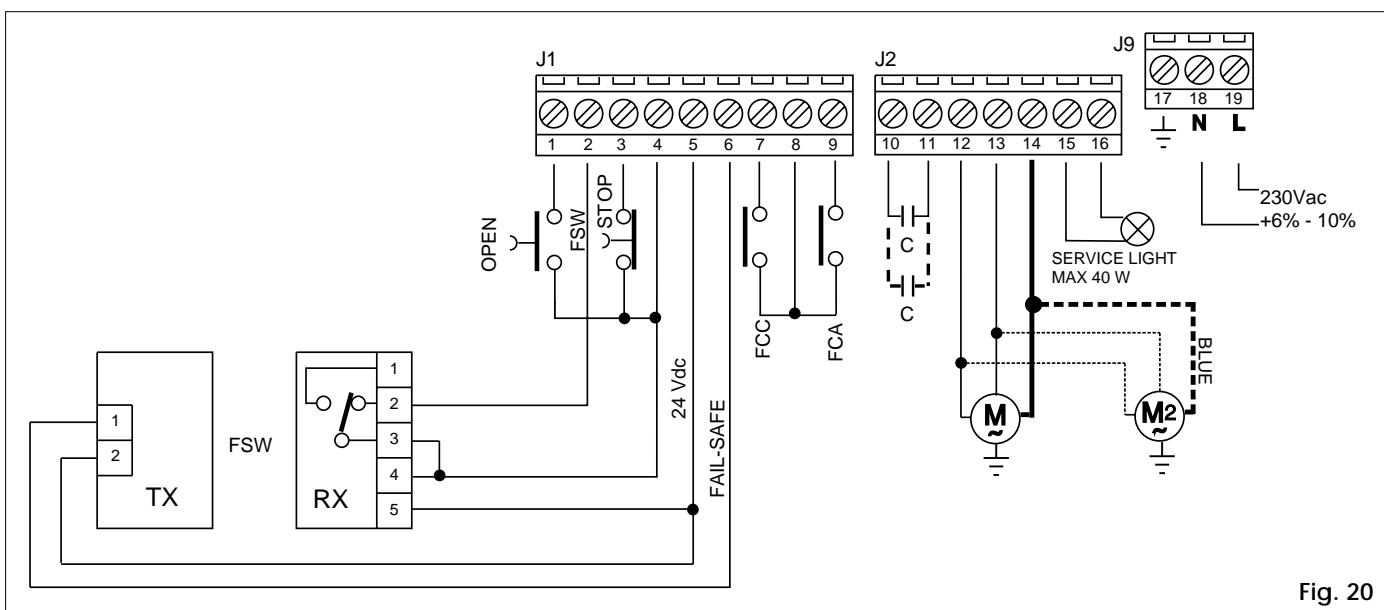 J1
1 2 3 4 5 6 7 8 9
J2
10 11 12 13 14 15 16
J9
17 18 19
N L
230Vac
+6% - 10%
OPEN
FSW
STOP
FCC
FCA
C
C
SERVICE LIGHT
MAX 40 W
BLUE
24 Vdc
FAIL-SAFE
M
~
M2
~
1
2
TX
FSW
RX
1
2
3
4
5
Fig. 20